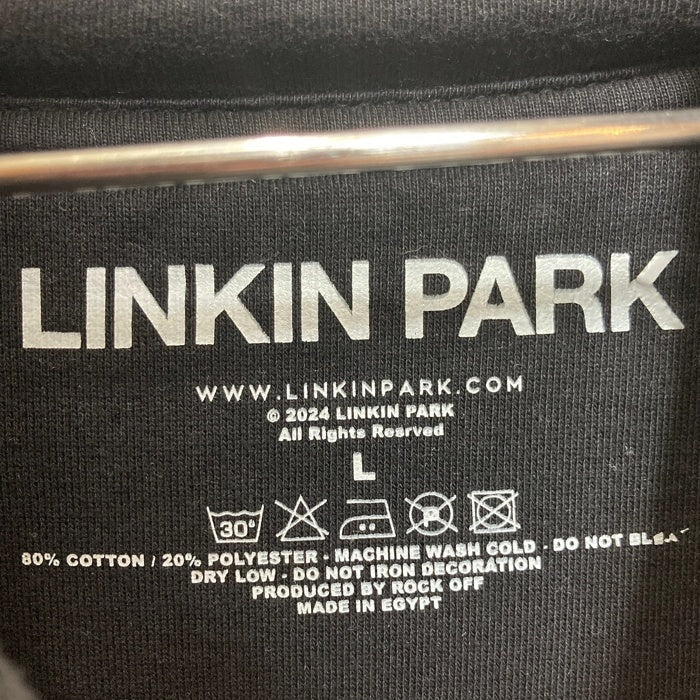 LINKIN PARK
WWW.LINKINPARK.COM
© 2024 LINKIN PARK
All Rights Resrved
L
30°
P
80% COTTON / 20% POLYESTER - MACHINE WASH COLD - DO NOT
DRY LOW - DO NOT IRON DECORATION
PRODUCED BY ROCK OFF
MADE IN EGYPT